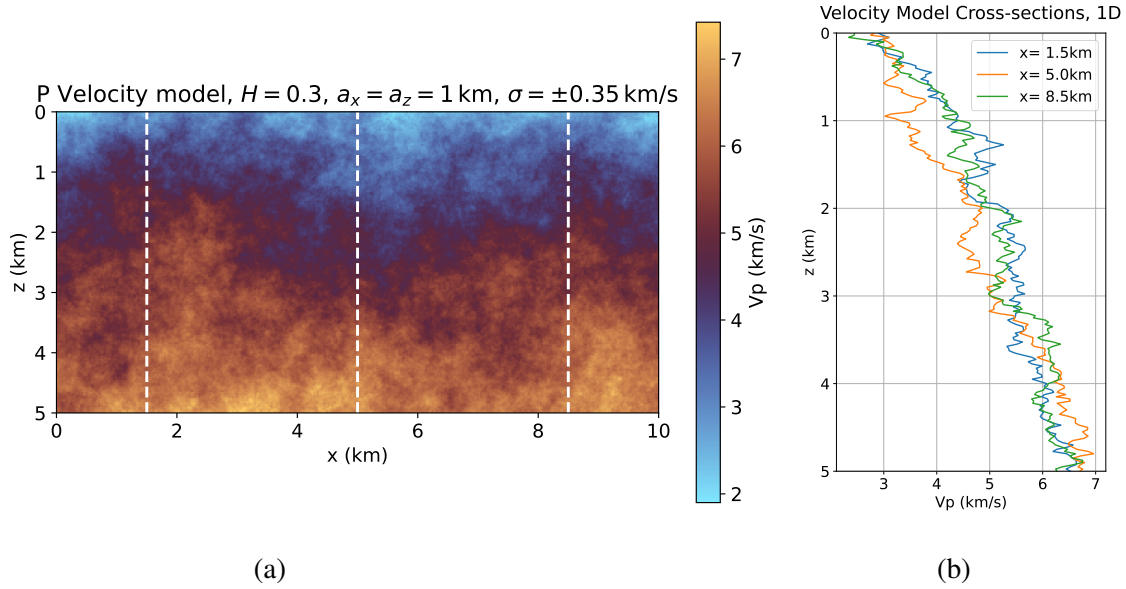 P Velocity model, H = 0.3, aₓ = a_z = 1 km, σ = ±0.35 km/s
0
1
2
3
4
5
z (km)
0 2 4 6 8 10
x (km)
7
6
5
4
3
2
Vp (km/s)
(a)
Velocity Model Cross-sections, 1D
x= 1.5km
x= 5.0km
x= 8.5km
0
1
2
3
4
5
z (km)
3 4 5 6 7
Vp (km/s)
(b)